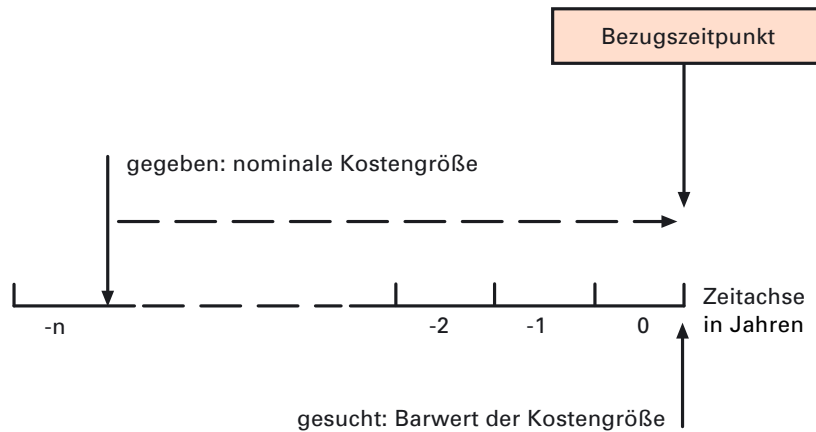 Bezugszeitpunkt
gegeben: nominale Kostengröße
Zeitachse
in Jahren
-n
-2
-1
0
gesucht: Barwert der Kostengröße